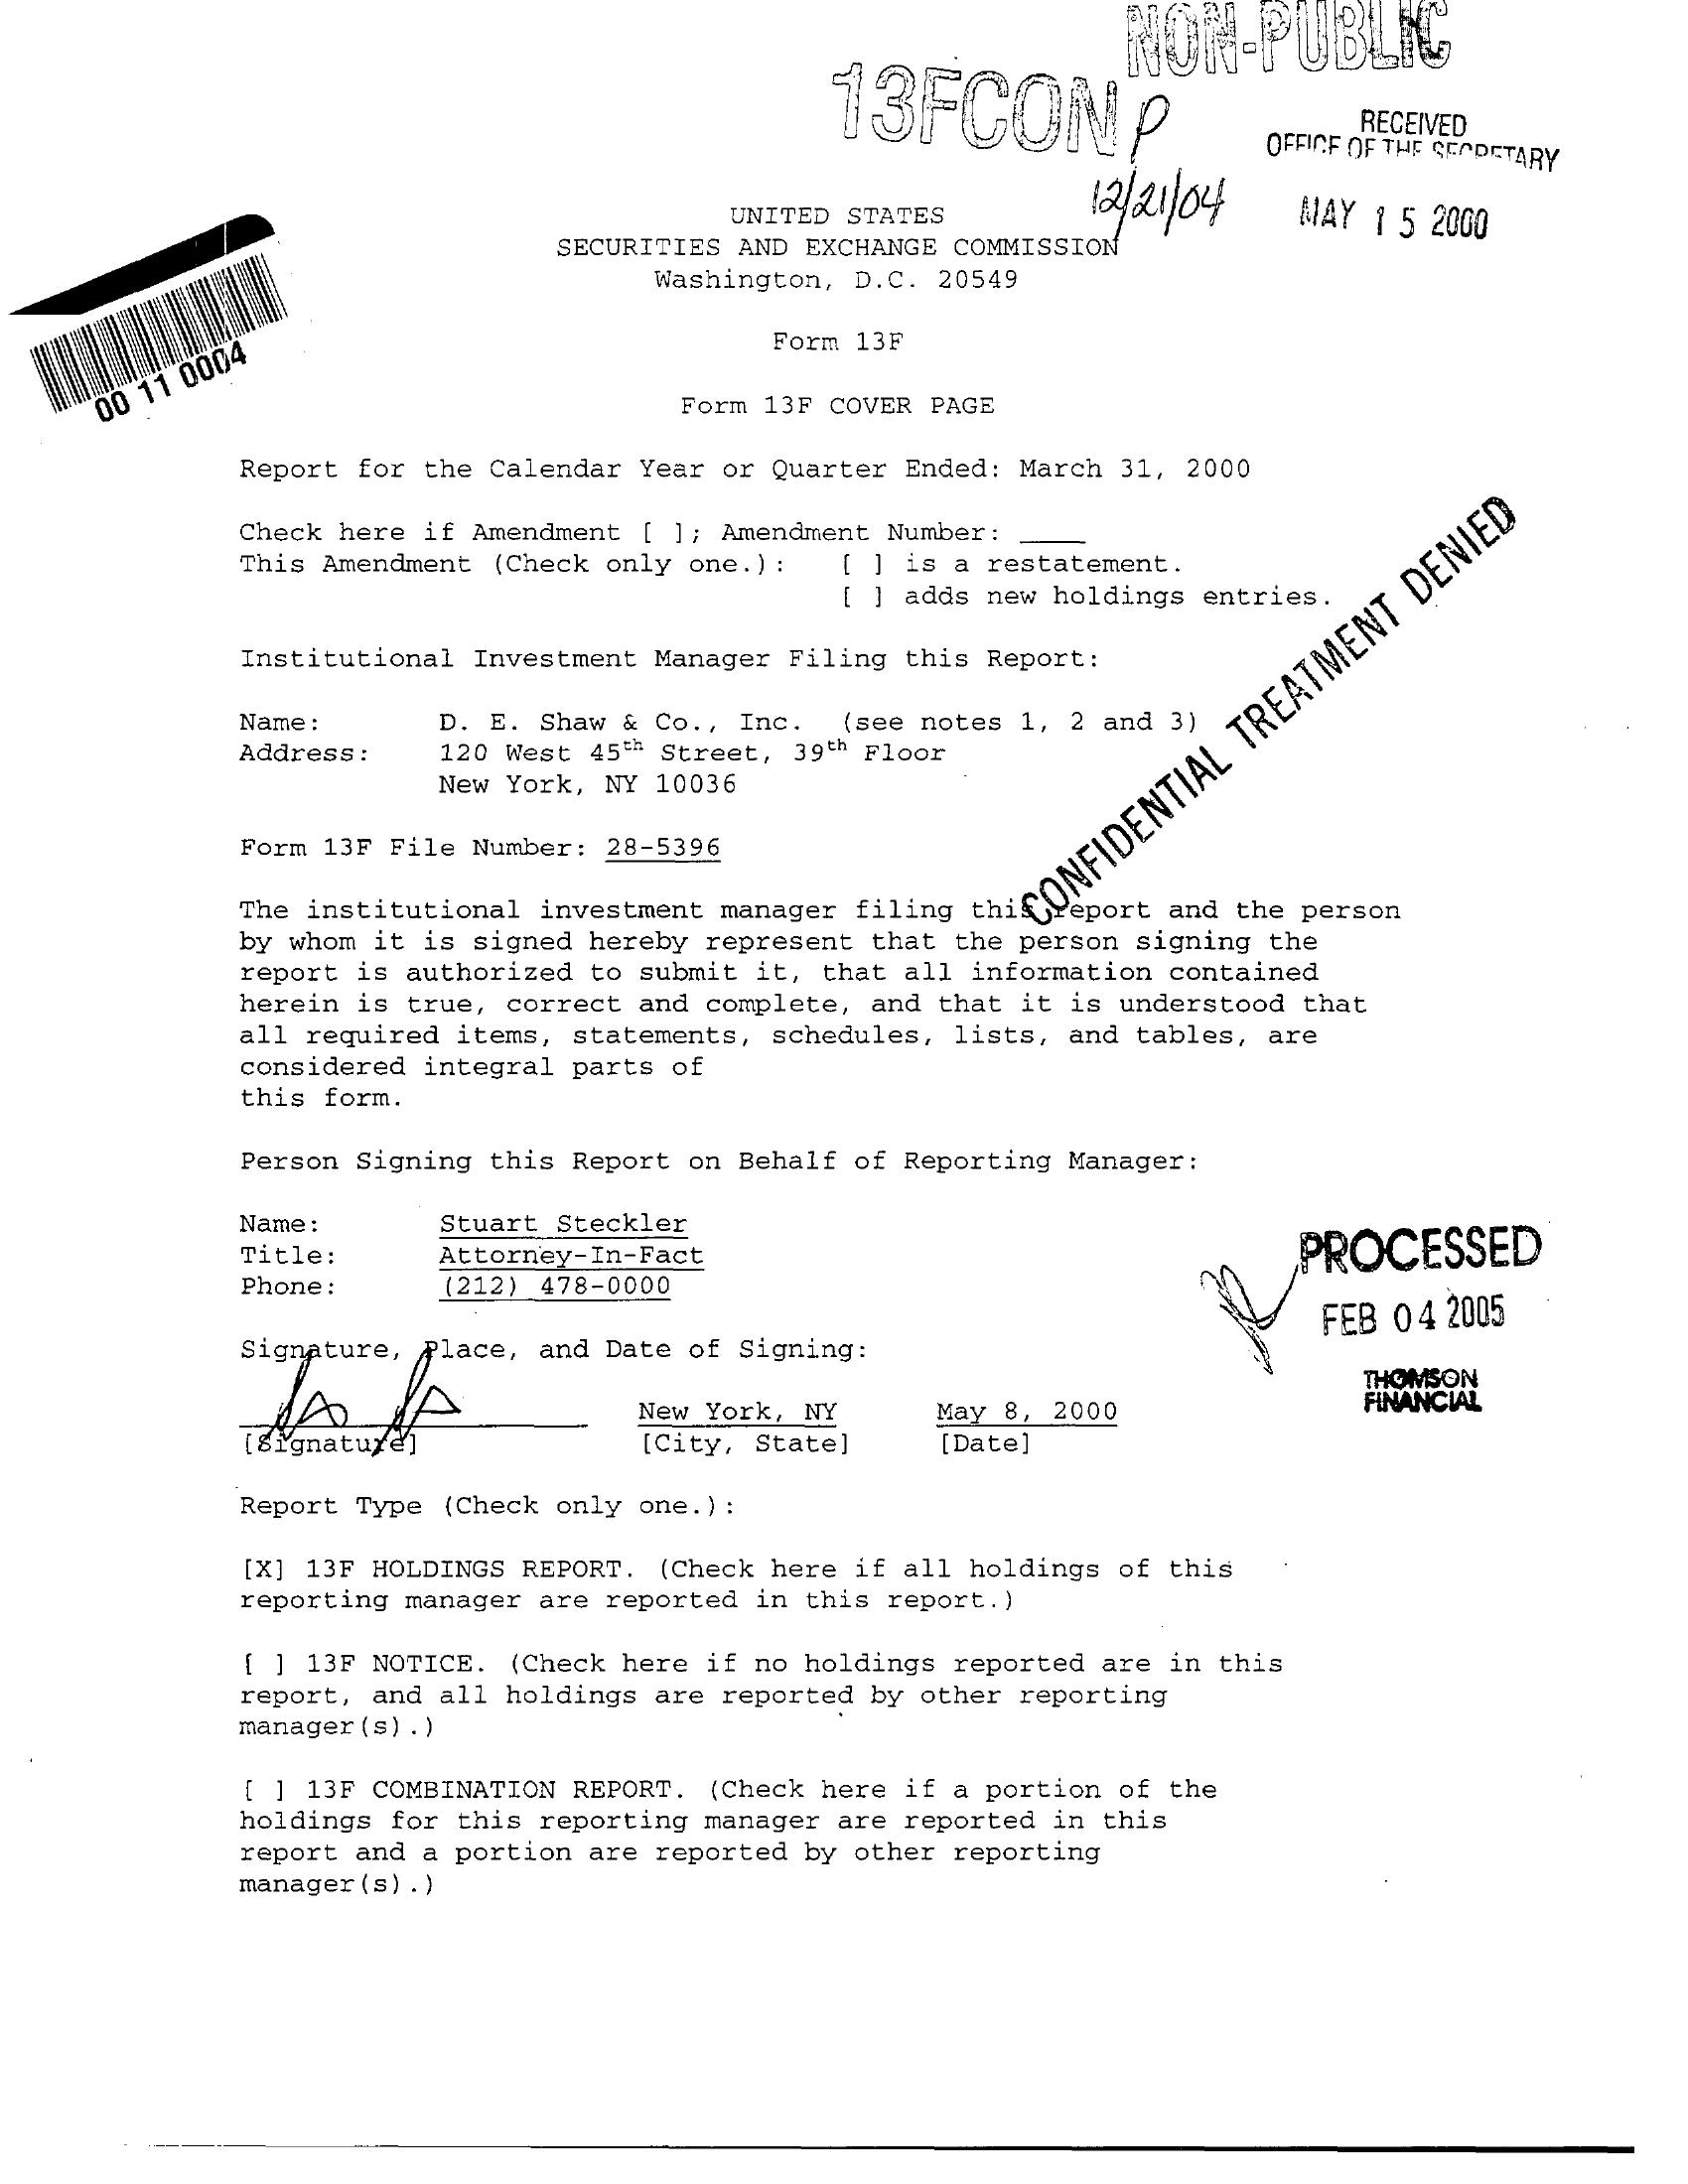 NON-PUBLIC
13FCONP
RECEIVED
OFFICE OF THE SECRETARY
12/21/04
MAY 15 2000
UNITED STATES
SECURITIES AND EXCHANGE COMMISSION
Washington, D.C. 20549
00 11 0004
Form 13F
Form 13F COVER PAGE
Report for the Calendar Year or Quarter Ended: March 31, 2000
Check here if Amendment [ ]; Amendment Number: ____
This Amendment (Check only one.): [ ] is a restatement.
[ ] adds new holdings entries.
CONFIDENTIAL TREATMENT DENIED
Institutional Investment Manager Filing this Report:
Name: D. E. Shaw & Co., Inc. (see notes 1, 2 and 3)
Address: 120 West 45th Street, 39th Floor
New York, NY 10036
Form 13F File Number: 28-5396
The institutional investment manager filing this report and the person
by whom it is signed hereby represent that the person signing the
report is authorized to submit it, that all information contained
herein is true, correct and complete, and that it is understood that
all required items, statements, schedules, lists, and tables, are
considered integral parts of
this form.
Person Signing this Report on Behalf of Reporting Manager:
Name: Stuart Steckler
Title: Attorney-In-Fact
Phone: (212) 478-0000
PROCESSED
FEB 04 2005
THOMSON
FINANCIAL
Signature, Place, and Date of Signing:
New York, NY May 8, 2000
[Signature] [City, State] [Date]
Report Type (Check only one.):
[X] 13F HOLDINGS REPORT. (Check here if all holdings of this
reporting manager are reported in this report.)
[ ] 13F NOTICE. (Check here if no holdings reported are in this
report, and all holdings are reported by other reporting
manager(s).)
[ ] 13F COMBINATION REPORT. (Check here if a portion of the
holdings for this reporting manager are reported in this
report and a portion are reported by other reporting
manager(s).)